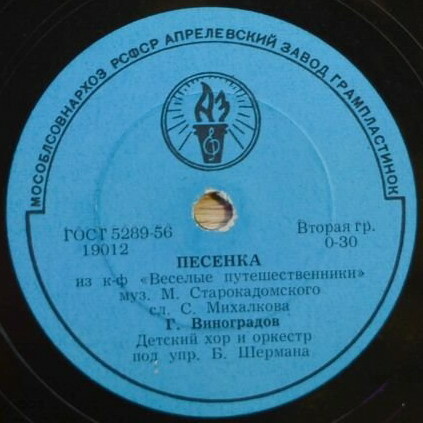 МОСОБЛСОВНАРХОЗ РСФСР АПРЕЛЕВСКИЙ ЗАВОД ГРАМПЛАСТИНОК
АЗ
ГОСТ 5289-56 Вторая гр.
19012 0-30
ПЕСЕНКА
из к-ф «Веселые путешественники»
муз. М. Старокадомского
сл. С. Михалкова
Г. Виноградов
Детский хор и оркестр
под упр. Б. Шермана